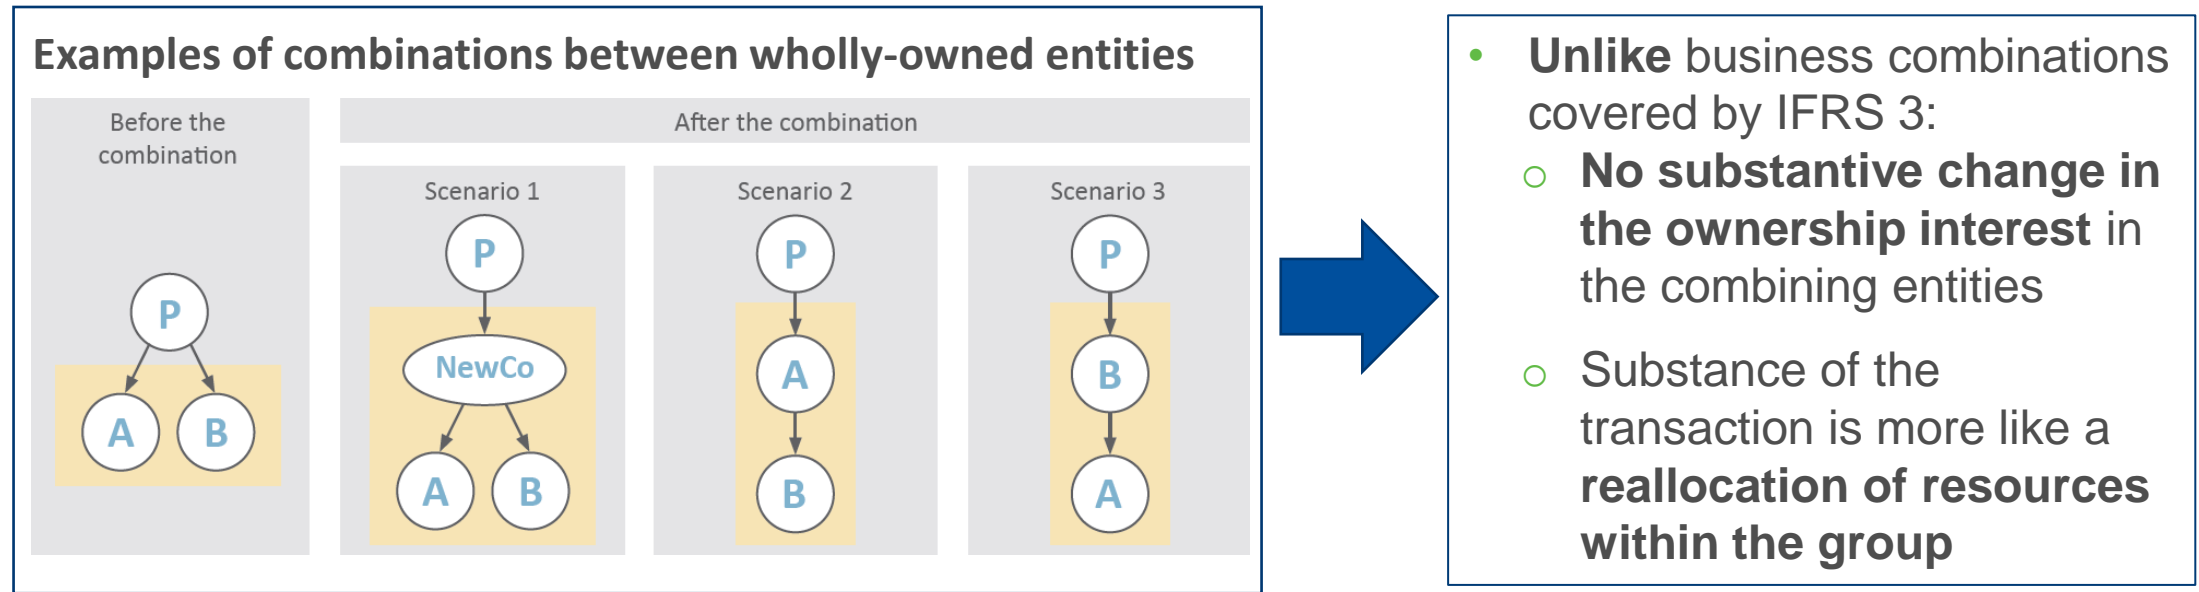 Examples of combinations between wholly-owned entities
Before the
combination
After the combination
Scenario 1
Scenario 2
Scenario 3
P
A
B
P
NewCo
A
B
P
A
B
P
B
A
• Unlike business combinations
covered by IFRS 3:
o No substantive change in
the ownership interest in
the combining entities
o Substance of the
transaction is more like a
reallocation of resources
within the group